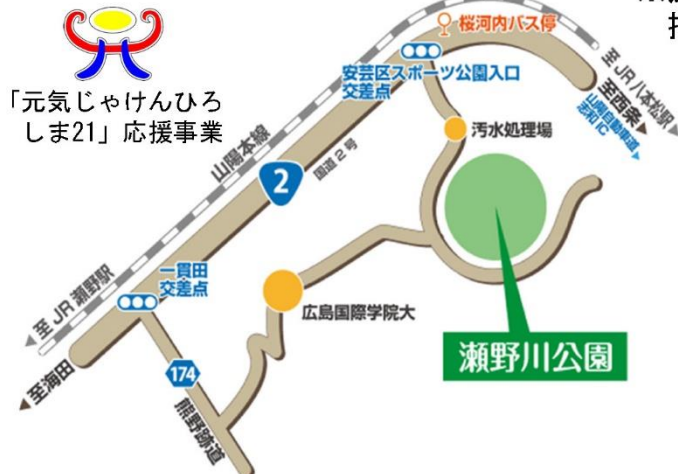 「元気じゃけんひろ
しま21」応援事業
桜河内バス停
安芸区スポーツ公園入口
交差点
至JR八本松駅
至西条
山陽自動車道
志和IC
汚水処理場
山陽本線
2
国道2号
至JR瀬野駅
一貫田
交差点
広島国際学院大
瀬野川公園
至海田
174
熊野跡道